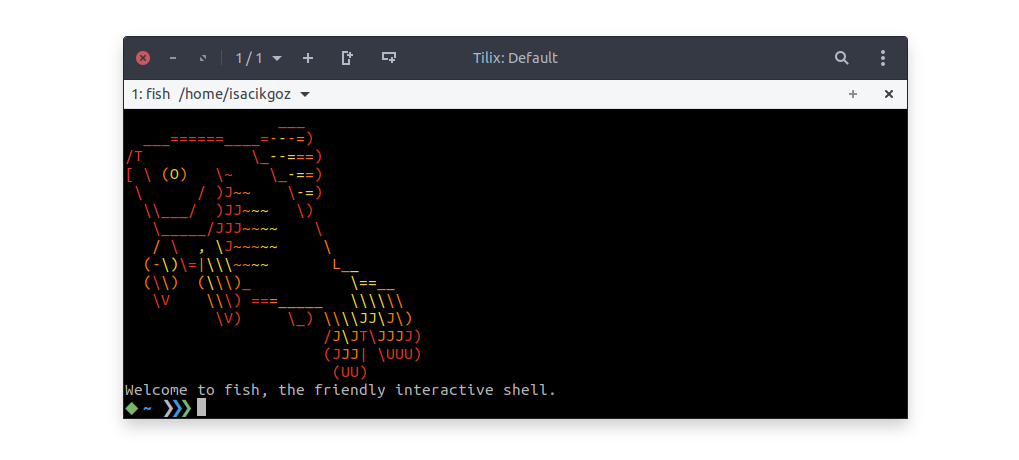 1 / 1
Tilix: Default
1: fish /home/isacikgoz
                 ___
  ___======____=---=)
/T            \_--===)
[ \ (O)   \~    \_-==)
 \      / )J~~    \-=)
  \\___/  )JJ~~~   \)
   \_____/JJJ~~~~    \
   / \  , \J~~~~~     \
  (-\)\=|\\\~~~~       L__
  (\\)  (\\\)_           \==__
   \V    \\\) ===_____   \\\\\\
          \V)     \_) \\\\JJ\J\)
                      /J\JT\JJJJ)
                      (JJJ| \UUU)
                       (UU)
Welcome to fish, the friendly interactive shell.
◆ ~ ❯❯❯